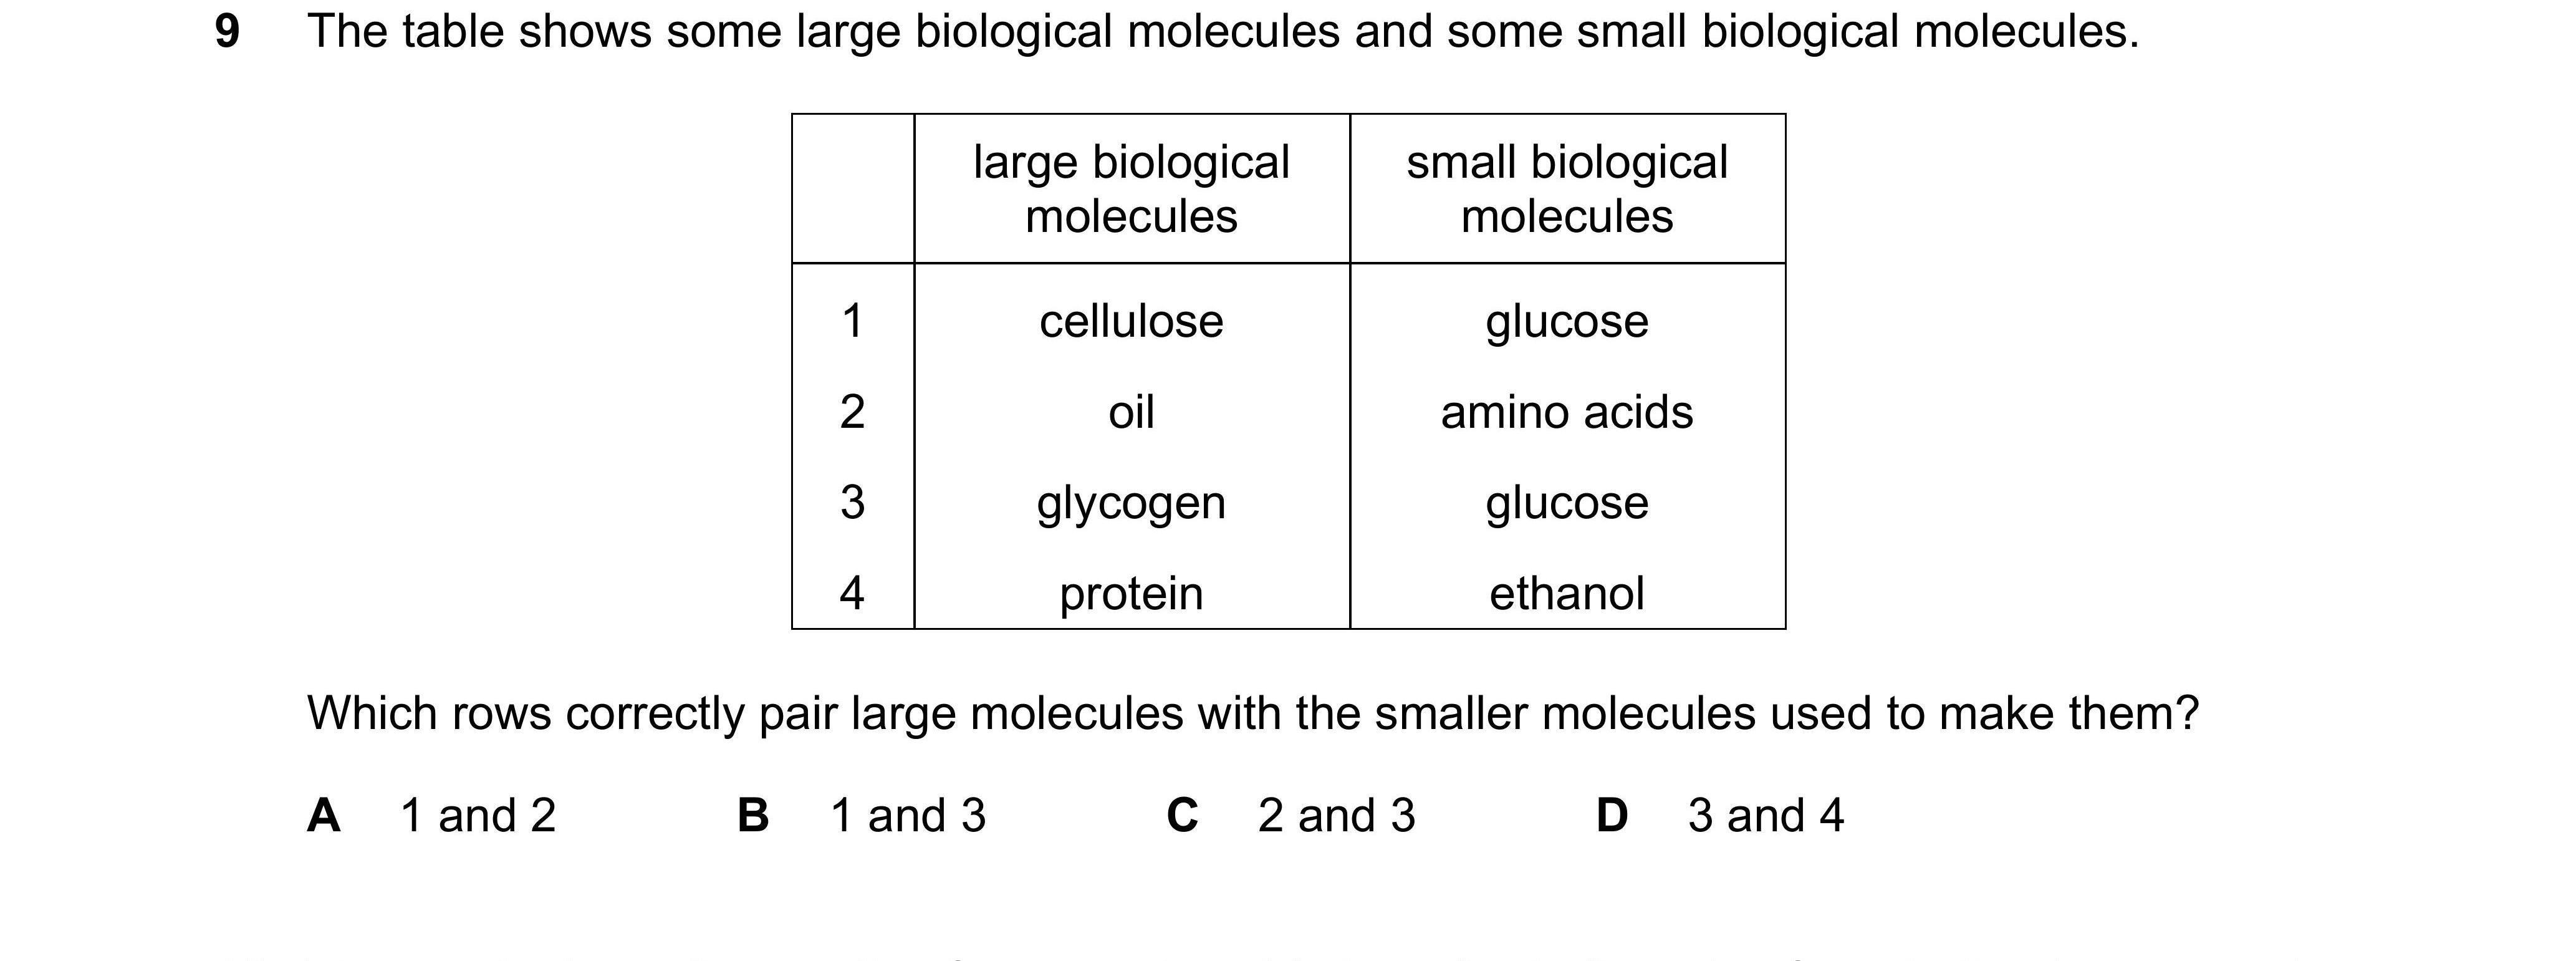 9 The table shows some large biological molecules and some small biological molecules.
large biological molecules small biological molecules
1 cellulose glucose
2 oil amino acids
3 glycogen glucose
4 protein ethanol
Which rows correctly pair large molecules with the smaller molecules used to make them?
A 1 and 2 B 1 and 3 C 2 and 3 D 3 and 4